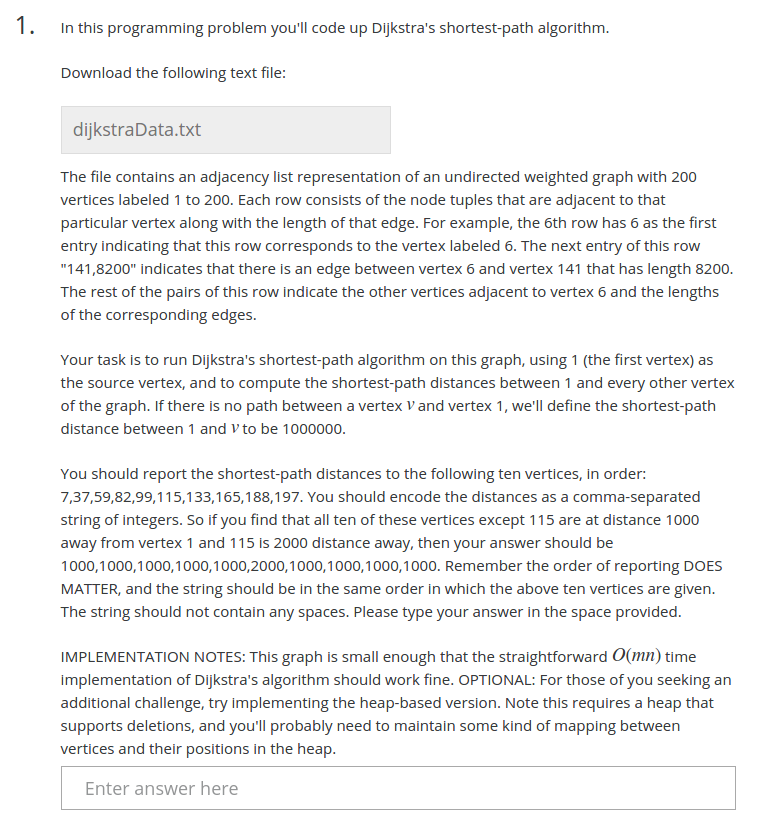 1. In this programming problem you'll code up Dijkstra's shortest-path algorithm.
Download the following text file:
dijkstraData.txt
The file contains an adjacency list representation of an undirected weighted graph with 200
vertices labeled 1 to 200. Each row consists of the node tuples that are adjacent to that
particular vertex along with the length of that edge. For example, the 6th row has 6 as the first
entry indicating that this row corresponds to the vertex labeled 6. The next entry of this row
"141,8200" indicates that there is an edge between vertex 6 and vertex 141 that has length 8200.
The rest of the pairs of this row indicate the other vertices adjacent to vertex 6 and the lengths
of the corresponding edges.
Your task is to run Dijkstra's shortest-path algorithm on this graph, using 1 (the first vertex) as
the source vertex, and to compute the shortest-path distances between 1 and every other vertex
of the graph. If there is no path between a vertex v and vertex 1, we'll define the shortest-path
distance between 1 and v to be 1000000.
You should report the shortest-path distances to the following ten vertices, in order:
7,37,59,82,99,115,133,165,188,197. You should encode the distances as a comma-separated
string of integers. So if you find that all ten of these vertices except 115 are at distance 1000
away from vertex 1 and 115 is 2000 distance away, then your answer should be
1000,1000,1000,1000,1000,2000,1000,1000,1000,1000. Remember the order of reporting DOES
MATTER, and the string should be in the same order in which the above ten vertices are given.
The string should not contain any spaces. Please type your answer in the space provided.
IMPLEMENTATION NOTES: This graph is small enough that the straightforward O(mn) time
implementation of Dijkstra's algorithm should work fine. OPTIONAL: For those of you seeking an
additional challenge, try implementing the heap-based version. Note this requires a heap that
supports deletions, and you'll probably need to maintain some kind of mapping between
vertices and their positions in the heap.
Enter answer here